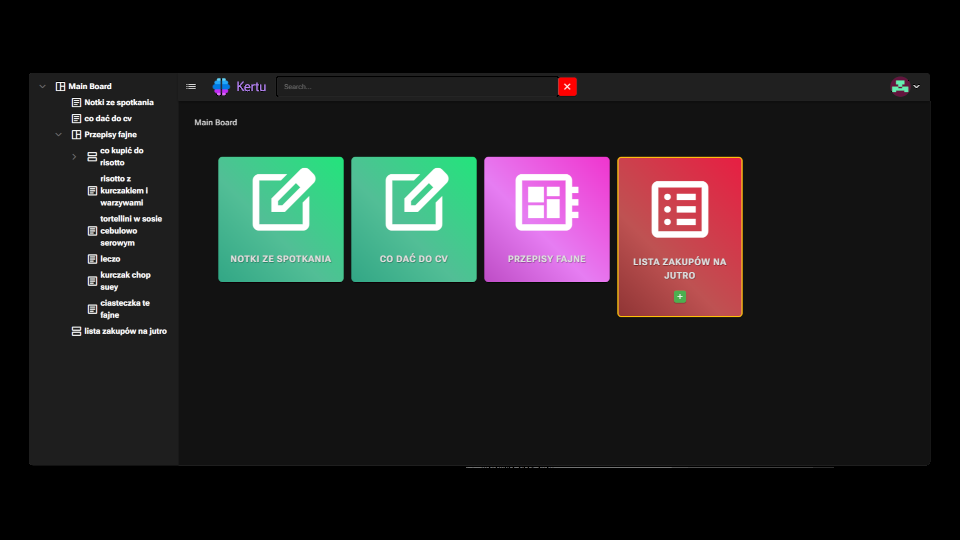 Main Board
Notki ze spotkania
co dać do cv
Przepisy fajne
co kupić do
risotto
risotto z
kurczakiem i
warzywami
tortellini w sosie
cebulowo
serowym
leczo
kurczak chop
suey
ciasteczka te
fajne
lista zakupów na jutro
Kertu
Search...
Main Board
NOTKI ZE SPOTKANIA
CO DAĆ DO CV
PRZEPISY FAJNE
LISTA ZAKUPÓW NA
JUTRO